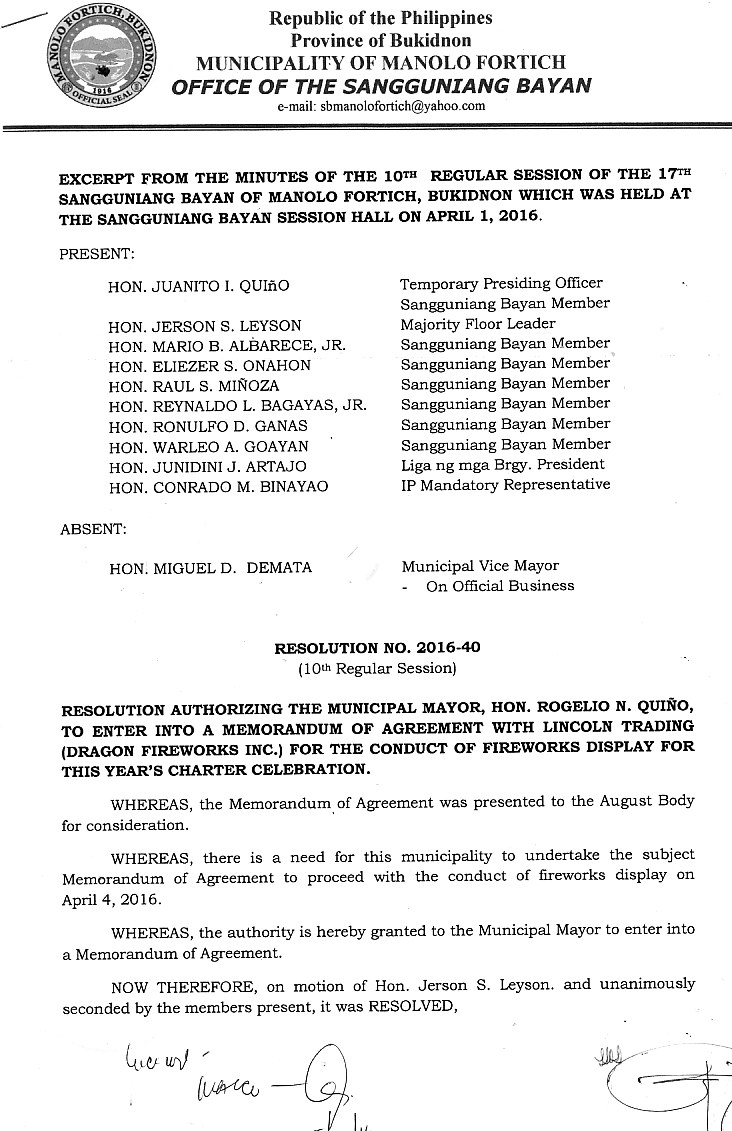 MANOLO FORTICH, BUKIDNON
1916
OFFICIAL SEAL
Republic of the Philippines
Province of Bukidnon
MUNICIPALITY OF MANOLO FORTICH
OFFICE OF THE SANGGUNIANG BAYAN
e-mail: sbmanolofortich@yahoo.com
EXCERPT FROM THE MINUTES OF THE 10TH REGULAR SESSION OF THE 17TH
SANGGUNIANG BAYAN OF MANOLO FORTICH, BUKIDNON WHICH WAS HELD AT
THE SANGGUNIANG BAYAN SESSION HALL ON APRIL 1, 2016.
PRESENT:
HON. JUANITO I. QUIñO Temporary Presiding Officer
Sangguniang Bayan Member
HON. JERSON S. LEYSON Majority Floor Leader
HON. MARIO B. ALBARECE, JR. Sangguniang Bayan Member
HON. ELIEZER S. ONAHON Sangguniang Bayan Member
HON. RAUL S. MIÑOZA Sangguniang Bayan Member
HON. REYNALDO L. BAGAYAS, JR. Sangguniang Bayan Member
HON. RONULFO D. GANAS Sangguniang Bayan Member
HON. WARLEO A. GOAYAN Sangguniang Bayan Member
HON. JUNIDINI J. ARTAJO Liga ng mga Brgy. President
HON. CONRADO M. BINAYAO IP Mandatory Representative
ABSENT:
HON. MIGUEL D. DEMATA Municipal Vice Mayor
- On Official Business
RESOLUTION NO. 2016-40
(10th Regular Session)
RESOLUTION AUTHORIZING THE MUNICIPAL MAYOR, HON. ROGELIO N. QUIÑO,
TO ENTER INTO A MEMORANDUM OF AGREEMENT WITH LINCOLN TRADING
(DRAGON FIREWORKS INC.) FOR THE CONDUCT OF FIREWORKS DISPLAY FOR
THIS YEAR'S CHARTER CELEBRATION.
WHEREAS, the Memorandum of Agreement was presented to the August Body
for consideration.
WHEREAS, there is a need for this municipality to undertake the subject
Memorandum of Agreement to proceed with the conduct of fireworks display on
April 4, 2016.
WHEREAS, the authority is hereby granted to the Municipal Mayor to enter into
a Memorandum of Agreement.
NOW THEREFORE, on motion of Hon. Jerson S. Leyson. and unanimously
seconded by the members present, it was RESOLVED,